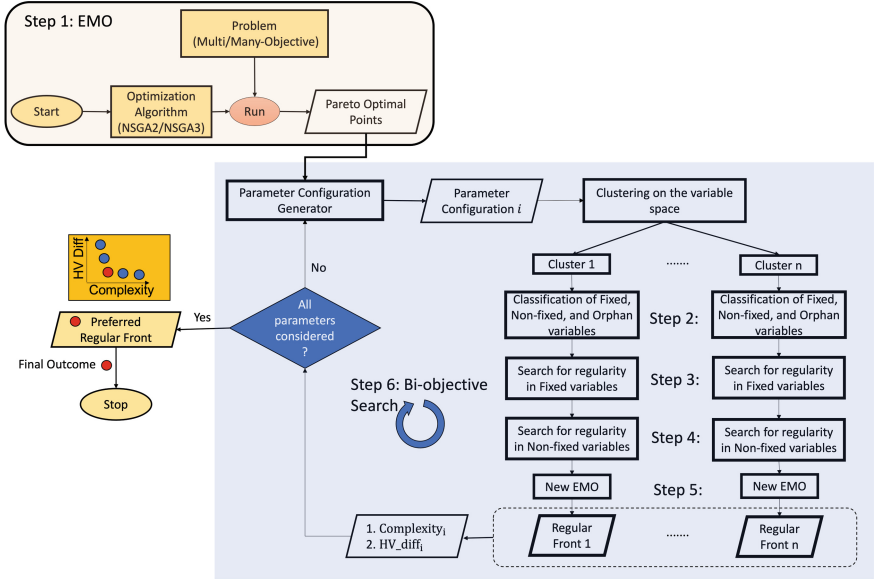 Step 1: EMO
Problem
(Multi/Many-Objective)
Start
Optimization
Algorithm
(NSGA2/NSGA3)
Run
Pareto Optimal
Points
Parameter Configuration
Generator
Parameter
Configuration i
Clustering on the variable
space
No
Cluster 1
.......
Cluster n
HV Diff
Complexity
All
parameters
considered
?
Yes
Preferred
Regular Front
Final Outcome
Stop
Classification of Fixed,
Non-fixed, and Orphan
variables
Step 2:
Classification of Fixed,
Non-fixed, and Orphan
variables
Search for regularity
in Fixed variables
Step 3:
Search for regularity
in Fixed variables
Step 6: Bi-objective
Search
Search for regularity
in Non-fixed variables
Step 4:
Search for regularity
in Non-fixed variables
New EMO
Step 5:
New EMO
1. Complexityᵢ
2. HV_diffᵢ
Regular
Front 1
.......
Regular
Front n